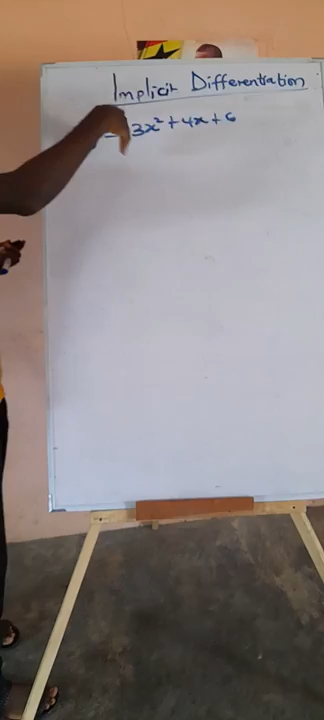 Implicit Differentiation
3x² + 4x + 6